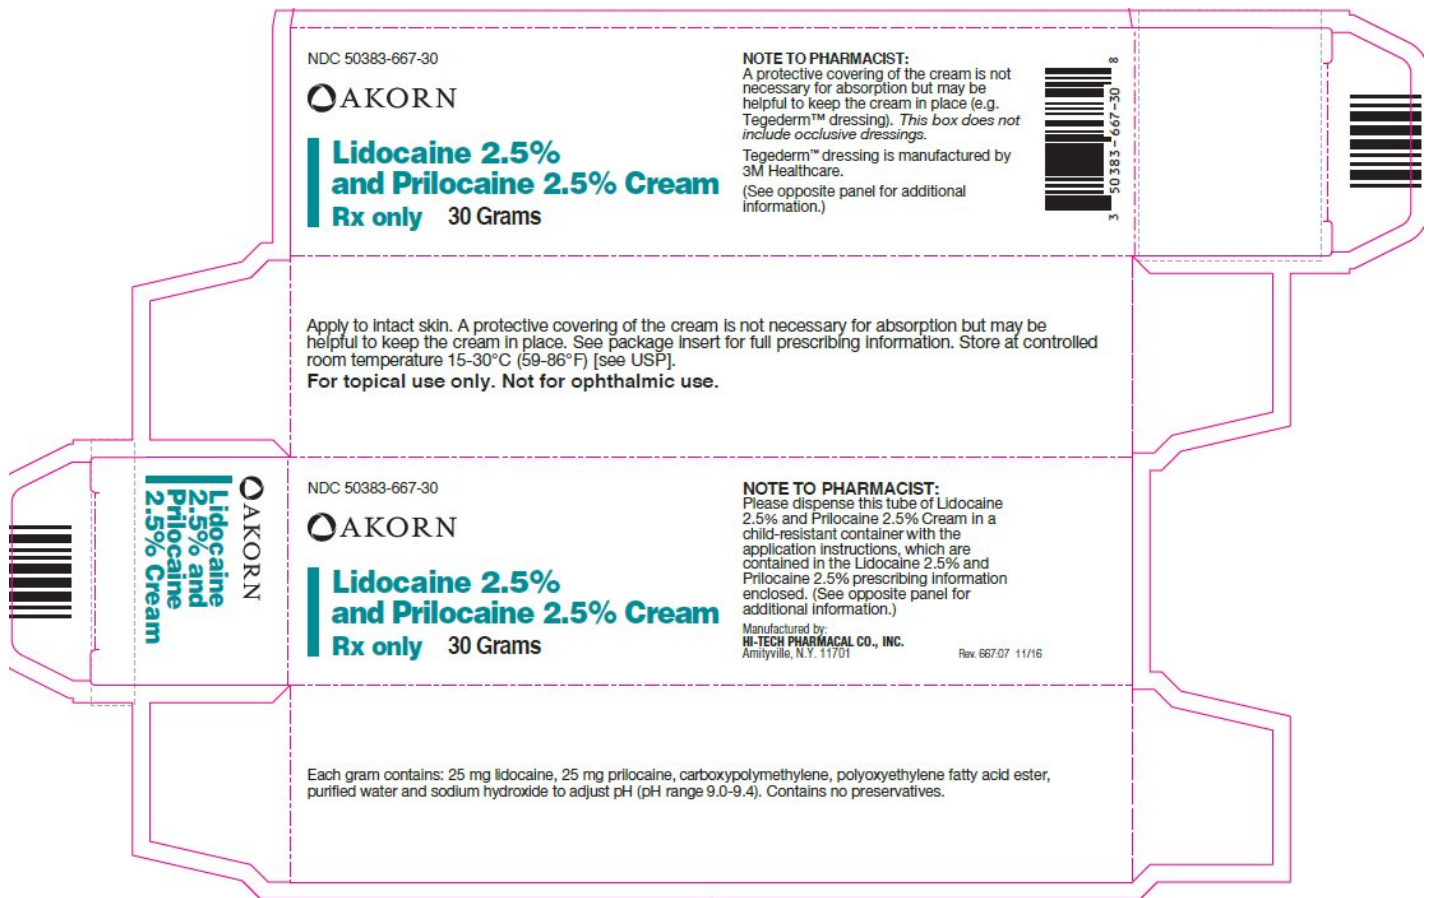 NDC 50383-667-30
AKORN
Lidocaine 2.5%
and Prilocaine 2.5% Cream
Rx only 30 Grams
NOTE TO PHARMACIST:
A protective covering of the cream is not
necessary for absorption but may be
helpful to keep the cream in place (e.g.
Tegederm™ dressing). This box does not
include occlusive dressings.
Tegederm™ dressing is manufactured by
3M Healthcare.
(See opposite panel for additional
information.)
3 50383-667-30 8
Apply to intact skin. A protective covering of the cream is not necessary for absorption but may be
helpful to keep the cream in place. See package insert for full prescribing information. Store at controlled
room temperature 15-30°C (59-86°F) [see USP].
For topical use only. Not for ophthalmic use.
AKORN
Lidocaine
2.5% and
Prilocaine
2.5% Cream
NDC 50383-667-30
AKORN
Lidocaine 2.5%
and Prilocaine 2.5% Cream
Rx only 30 Grams
NOTE TO PHARMACIST:
Please dispense this tube of Lidocaine
2.5% and Prilocaine 2.5% Cream in a
child-resistant container with the
application instructions, which are
contained in the Lidocaine 2.5% and
Prilocaine 2.5% prescribing information
enclosed. (See opposite panel for
additional information.)
Manufactured by:
HI-TECH PHARMACAL CO., INC.
Amityville, N.Y. 11701 Rev. 667:07 11/16
Each gram contains: 25 mg lidocaine, 25 mg prilocaine, carboxypolymethylene, polyoxyethylene fatty acid ester,
purified water and sodium hydroxide to adjust pH (pH range 9.0-9.4). Contains no preservatives.